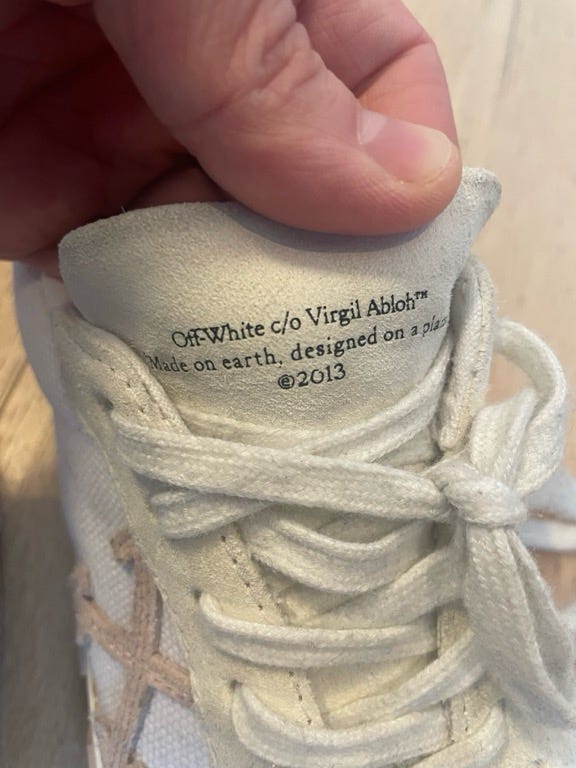 Off-White c/o Virgil Abloh™
"Made on earth, designed on a
©2013